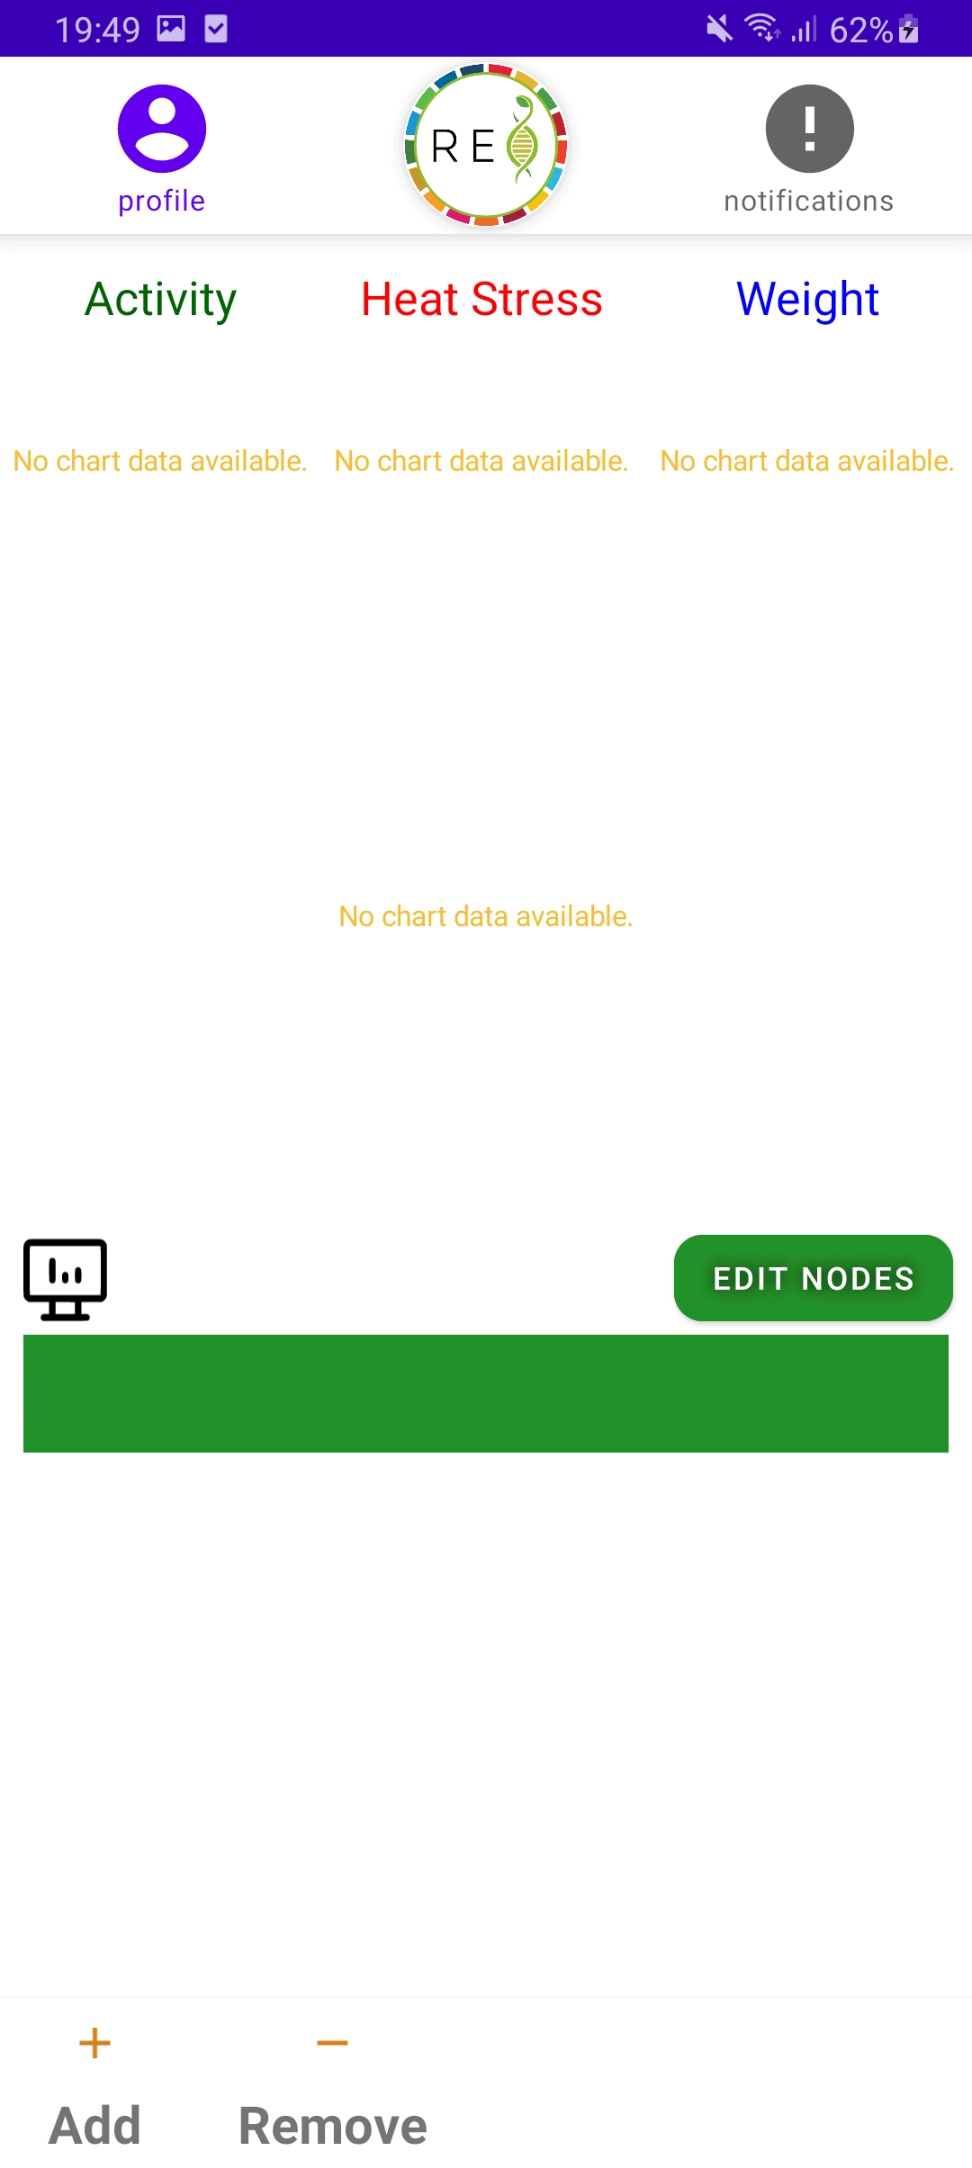 19:49 62%
RE
profile notifications
Activity Heat Stress Weight
No chart data available. No chart data available. No chart data available.
No chart data available.
EDIT NODES
Add Remove